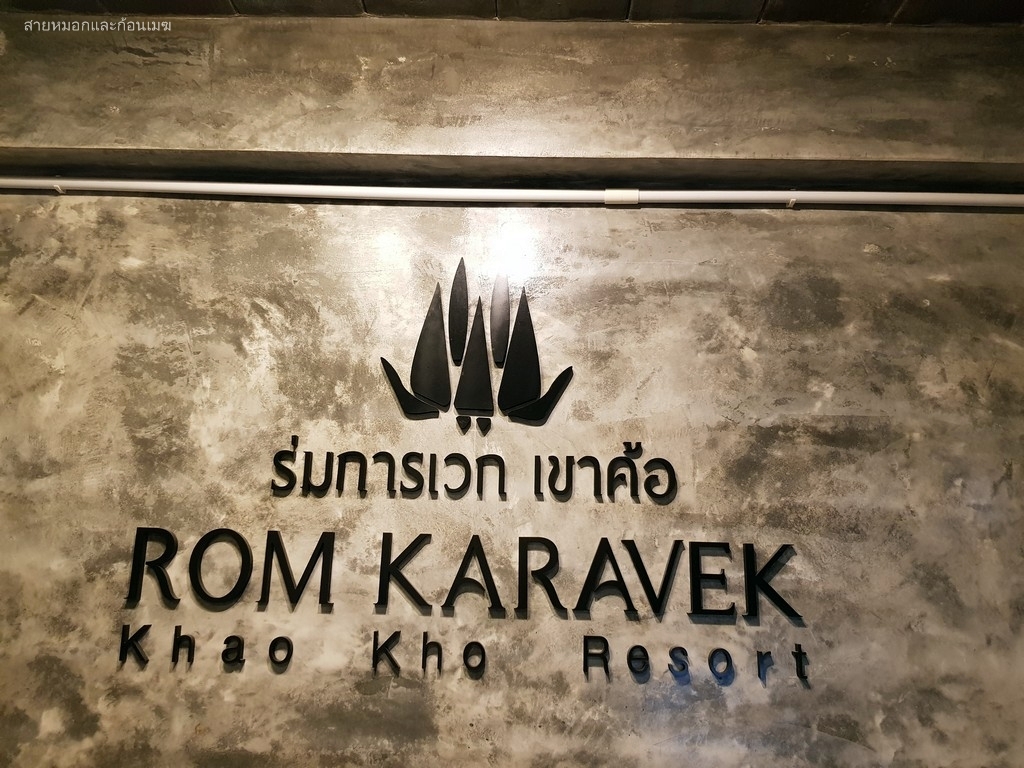 สายหมอกและก้อนเมฆ
ร่มการเวก เขาค้อ
ROM KARAVEK
Khao Kho Resort